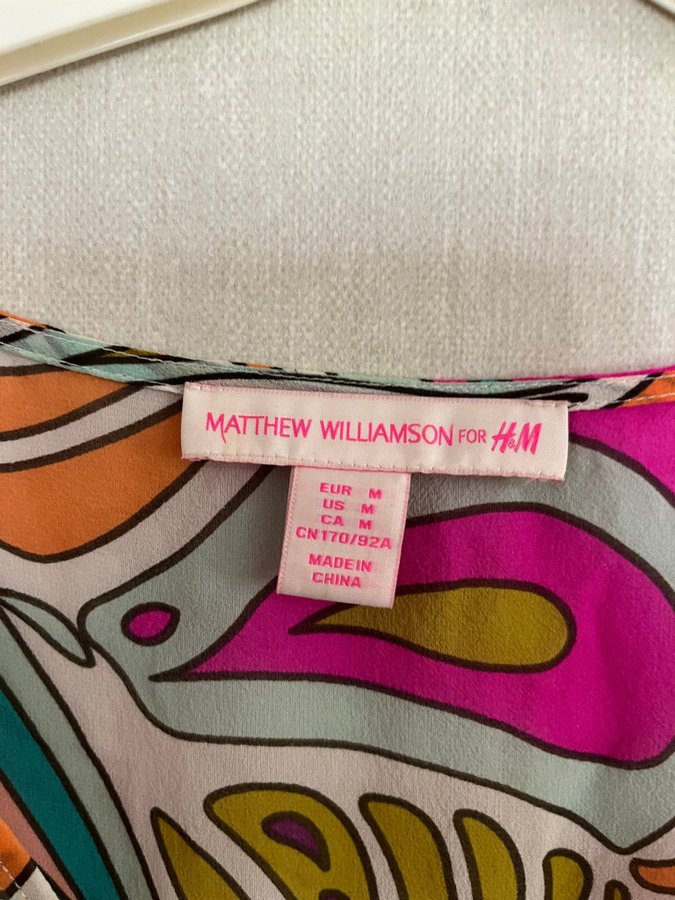 MATTHEW WILLIAMSON FOR H&M
EUR M
US M
CA M
CN170/92A
MADE IN
CHINA